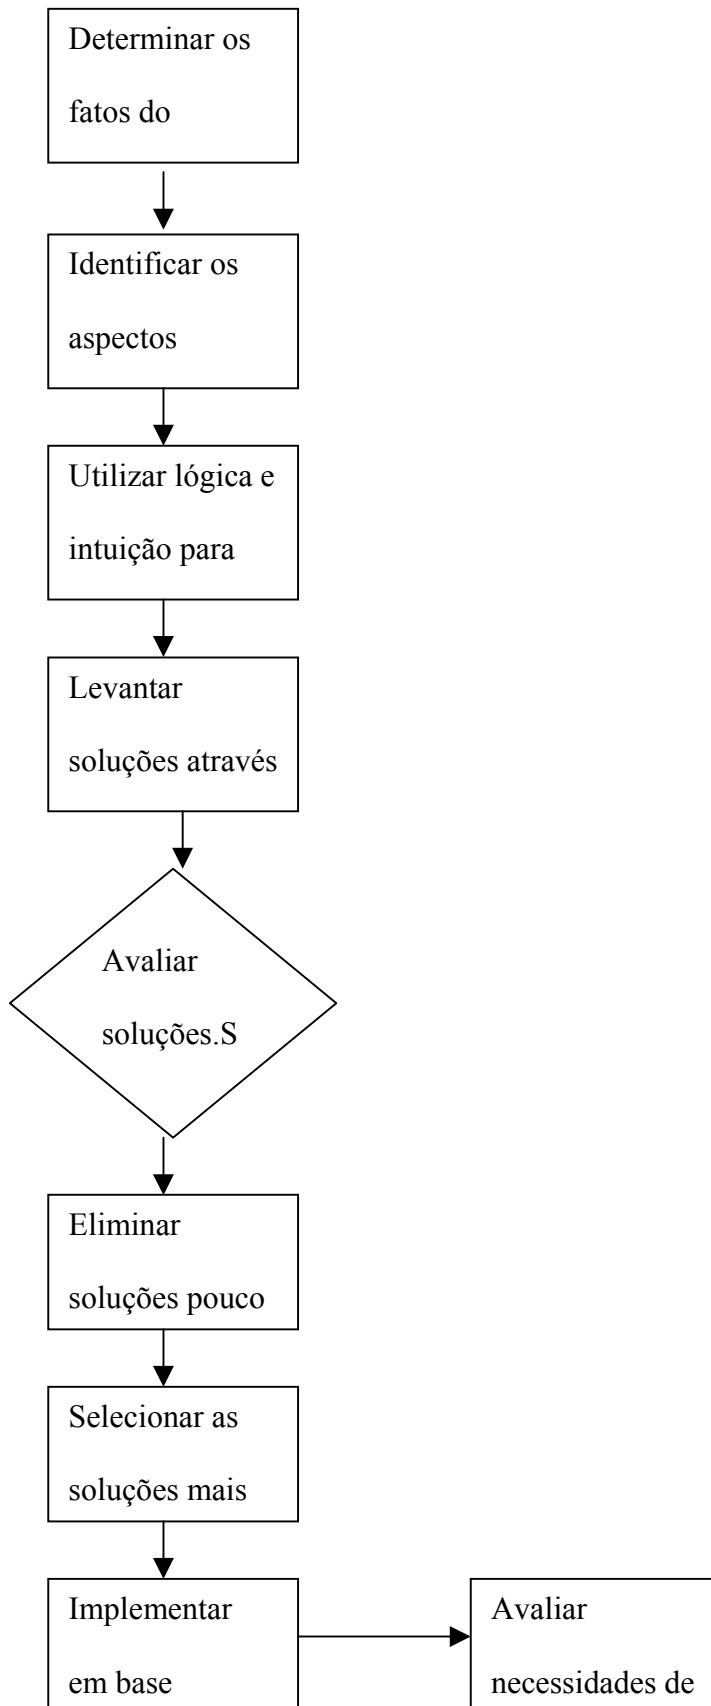 Determinar os
fatos do
Identificar os
aspectos
Utilizar lógica e
intuição para
Levantar
soluções através
Avaliar
soluções.S
Eliminar
soluções pouco
Selecionar as
soluções mais
Implementar
em base
Avaliar
necessidades de